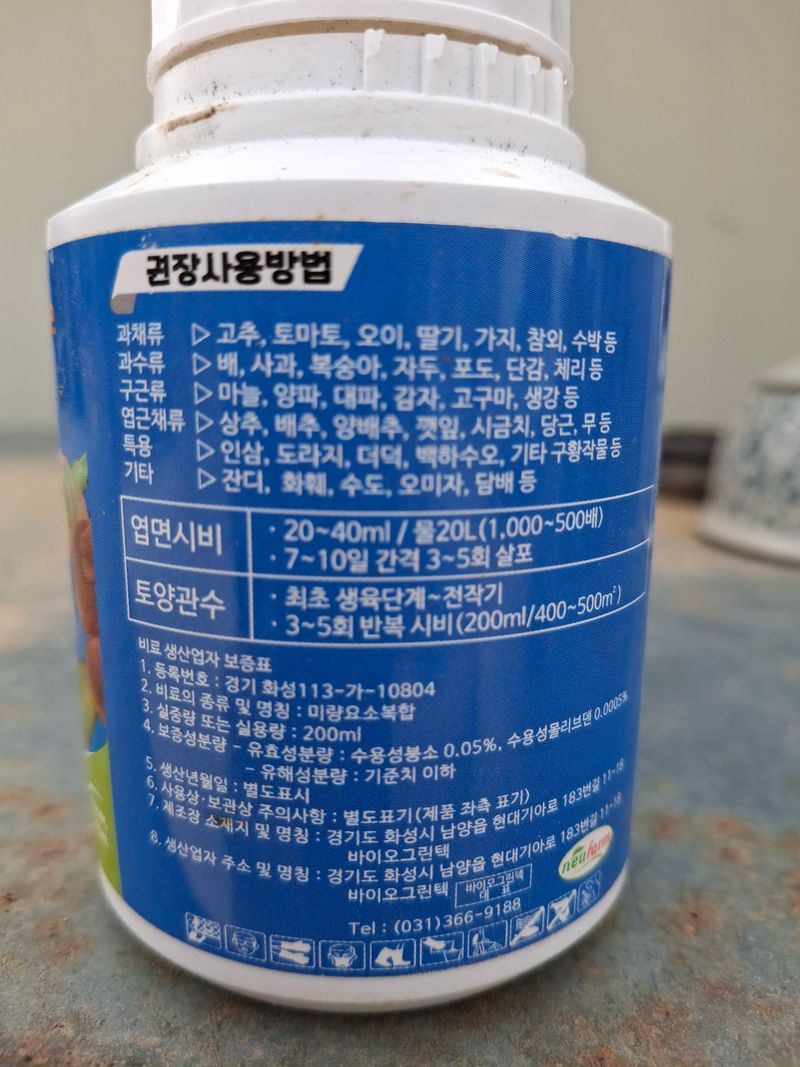 권장사용방법
과채류 ▷ 고추, 토마토, 오이, 딸기, 가지, 참외, 수박 등
과수류 ▷ 배, 사과, 복숭아, 자두, 포도, 단감, 체리 등
구근류 ▷ 마늘, 양파, 대파, 감자, 고구마, 생강 등
엽근채류 ▷ 상추, 배추, 양배추, 깻잎, 시금치, 당근, 무 등
특용 ▷ 인삼, 도라지, 더덕, 백하수오, 기타 구황작물 등
기타 ▷ 잔디, 화훼, 수도, 오미자, 담배 등
엽면시비
· 20~40ml / 물20L(1,000~500배)
· 7~10일 간격 3~5회 살포
토양관수
· 최초 생육단계~전작기
· 3~5회 반복 시비(200ml/400~500m²)
비료 생산업자 보증표
1. 등록번호 : 경기 화성113-가-10804
2. 비료의 종류 및 명칭 : 미량요소복합
3. 실중량 또는 실용량 : 200ml
4. 보증성분량 - 유효성분량 : 수용성붕소 0.05%, 수용성몰리브덴 0.0005%
- 유해성분량 : 기준치 이하
5. 생산년월일 : 별도표시
6. 사용상·보관상 주의사항 : 별도표기(제품 좌측 표기)
7. 제조장 소재지 및 명칭 : 경기도 화성시 남양읍 현대기아로 183번길 11-18
바이오그린텍
8. 생산업자 주소 및 명칭 : 경기도 화성시 남양읍 현대기아로 183번길 11-18
바이오그린텍
바이오그린텍
대 표
neufarm
Tel : (031)366-9188